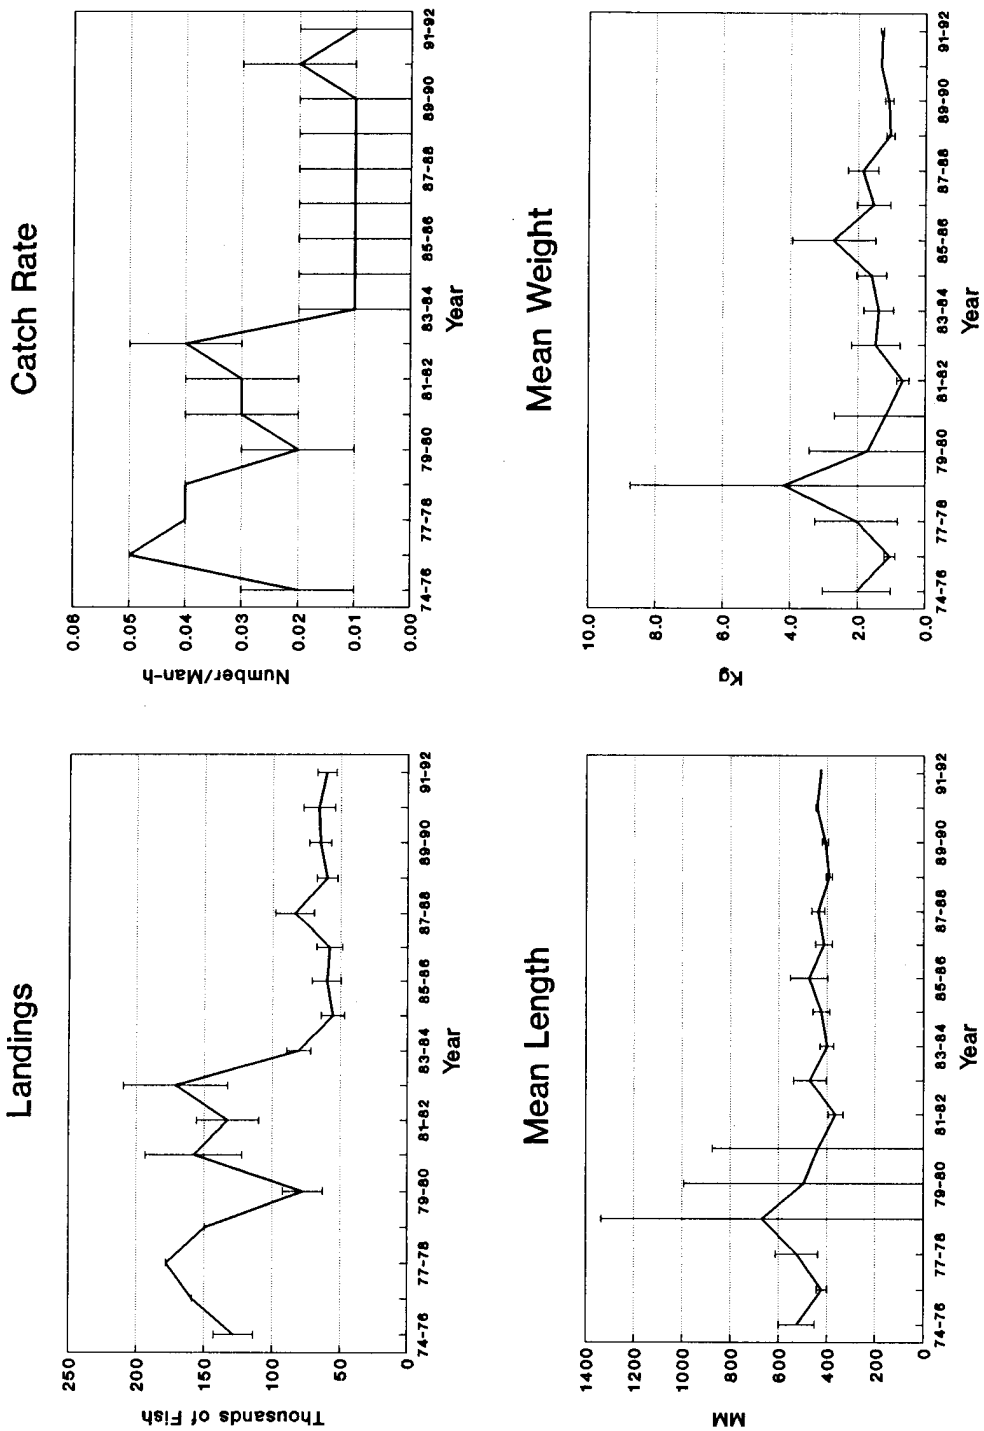 Landings
Thousands of Fish
250
200
150
100
50
0
74-76 77-78 79-80 81-82 83-84 85-86 87-88 89-90 91-92
Year
Catch Rate
Number/Man-h
0.06
0.05
0.04
0.03
0.02
0.01
0.00
74-76 77-78 79-80 81-82 83-84 85-86 87-88 89-90 91-92
Year
Mean Length
MM
1400
1200
1000
800
600
400
200
0
74-76 77-78 79-80 81-82 83-84 85-86 87-88 89-90 91-92
Year
Mean Weight
Kg
10.0
8.0
6.0
4.0
2.0
0.0
74-76 77-78 79-80 81-82 83-84 85-86 87-88 89-90 91-92
Year